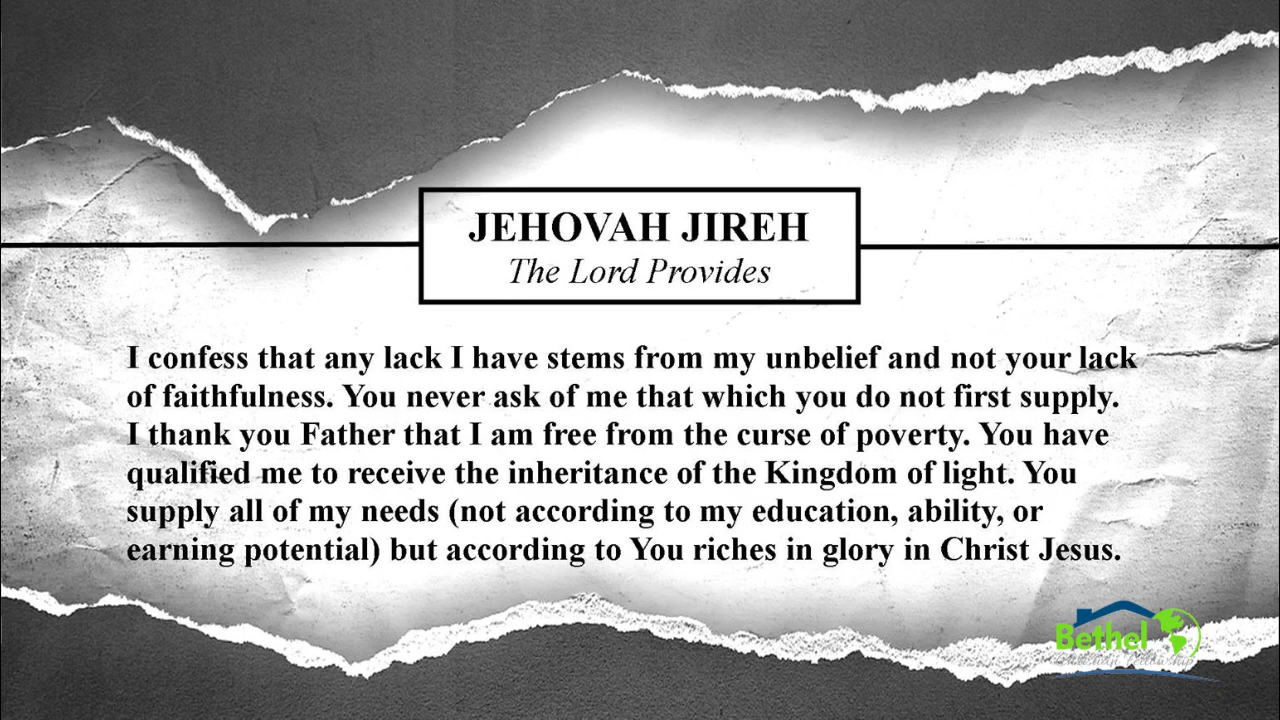 JEHOVAH JIREH
The Lord Provides
I confess that any lack I have stems from my unbelief and not your lack
of faithfulness. You never ask of me that which you do not first supply.
I thank you Father that I am free from the curse of poverty. You have
qualified me to receive the inheritance of the Kingdom of light. You
supply all of my needs (not according to my education, ability, or
earning potential) but according to You riches in glory in Christ Jesus.
Bethel
Christian Fellowship